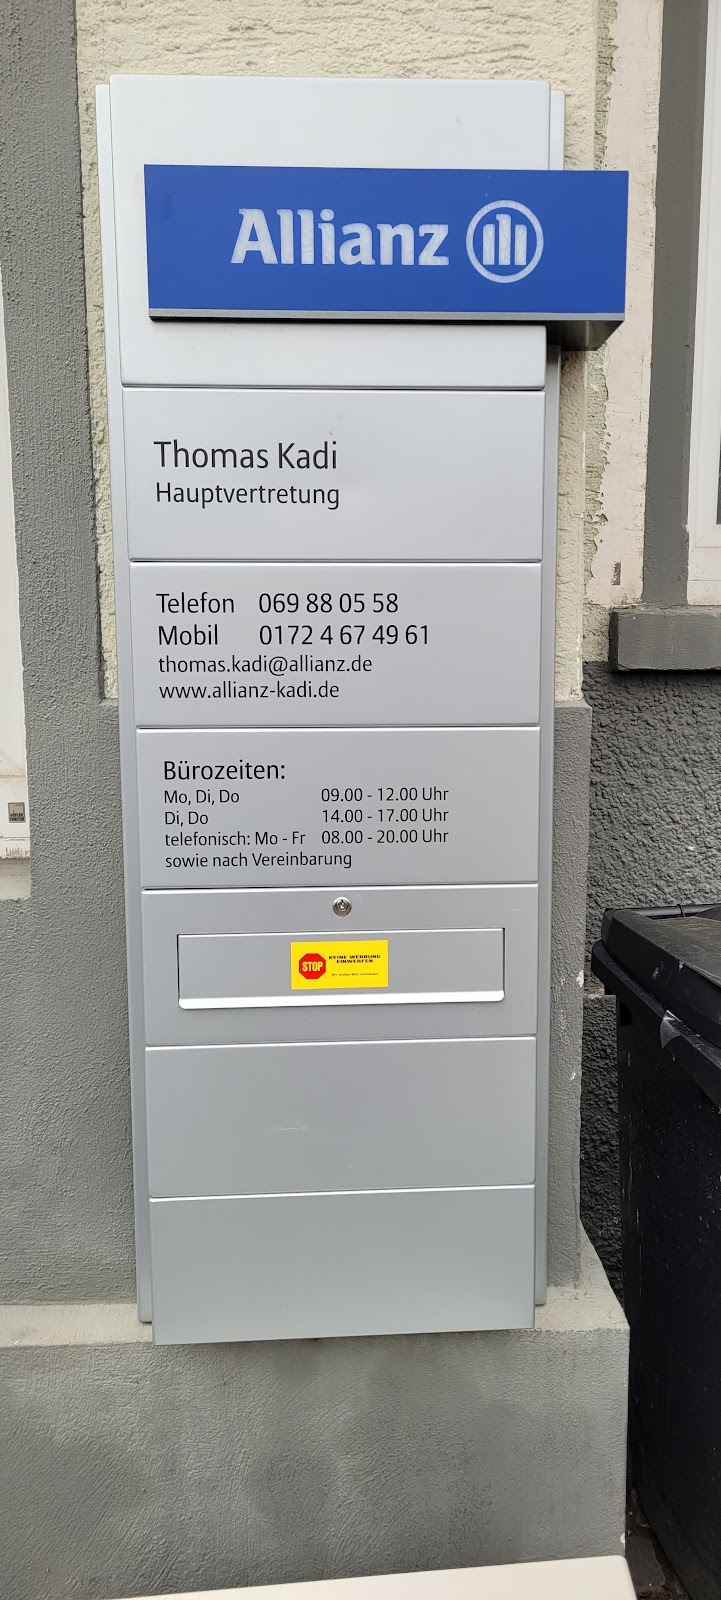 Allianz
Thomas Kadi
Hauptvertretung
Telefon 069 88 05 58
Mobil 0172 4 67 49 61
thomas.kadi@allianz.de
www.allianz-kadi.de
Bürozeiten:
Mo, Di, Do 09.00 - 12.00 Uhr
Di, Do 14.00 - 17.00 Uhr
telefonisch: Mo - Fr 08.00 - 20.00 Uhr
sowie nach Vereinbarung
STOP
KEINE WERBUNG
EINWERFEN